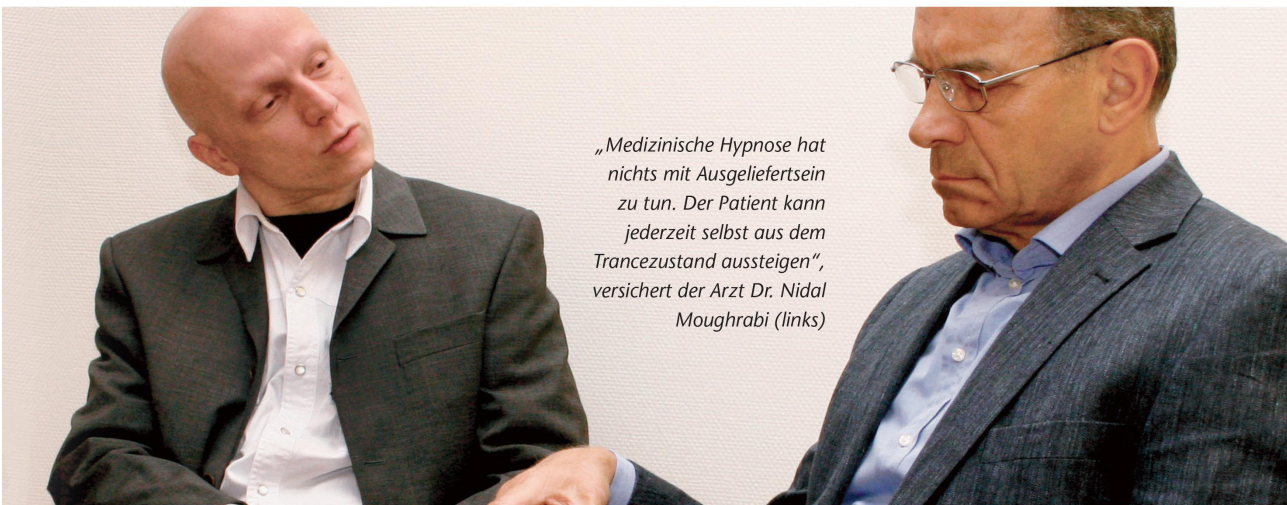 „Medizinische Hypnose hat
nichts mit Ausgeliefertsein
zu tun. Der Patient kann
jederzeit selbst aus dem
Trancezustand aussteigen“,
versichert der Arzt Dr. Nidal
Moughrabi (links)